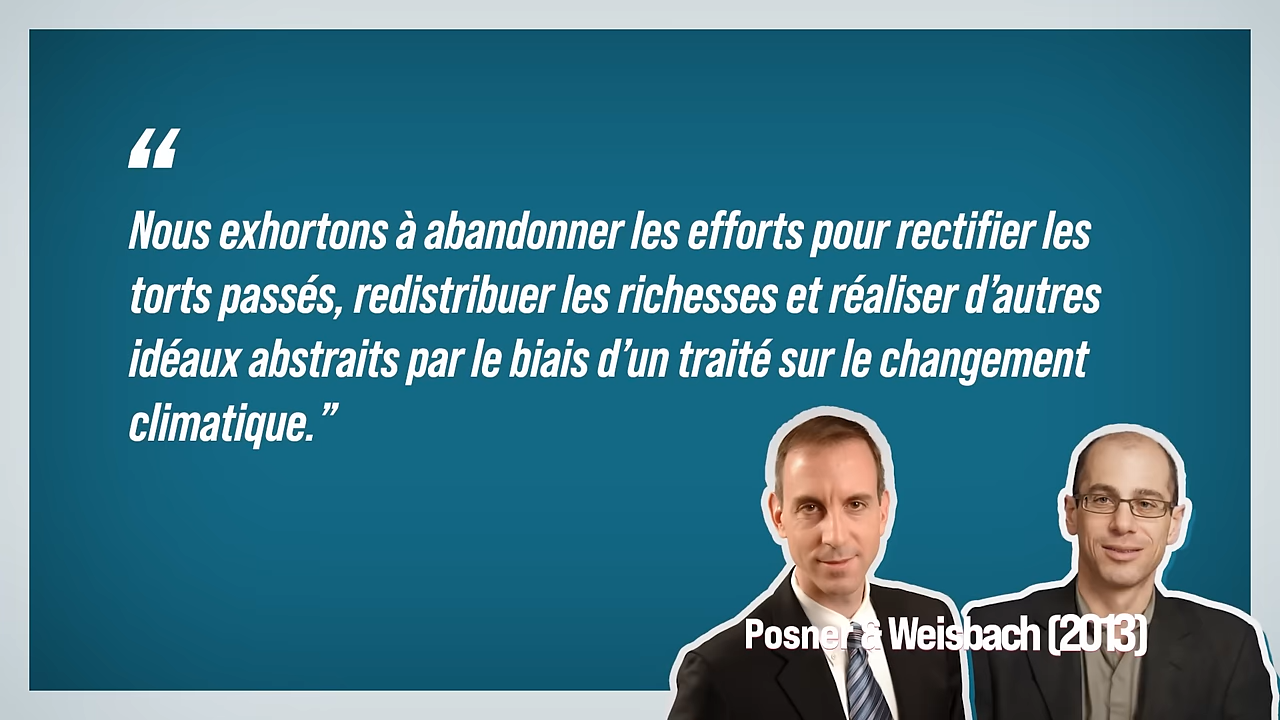 “
Nous exhortons à abandonner les efforts pour rectifier les
torts passés, redistribuer les richesses et réaliser d’autres
idéaux abstraits par le biais d’un traité sur le changement
climatique.”
Posner & Weisbach (2013)